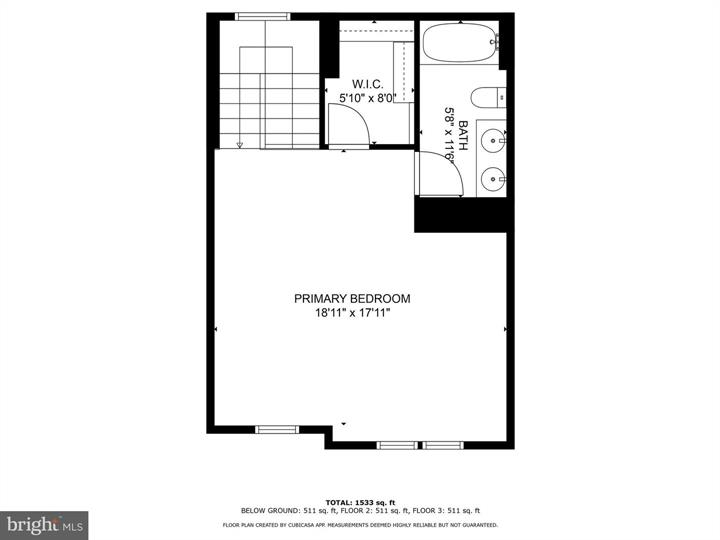 W.I.C.
5'10" x 8'0"
BATH
5'8" x 11'6"
PRIMARY BEDROOM
18'11" x 17'11"
TOTAL: 1533 sq. ft
BELOW GROUND: 511 sq. ft, FLOOR 2: 511 sq. ft, FLOOR 3: 511 sq. ft
FLOOR PLAN CREATED BY CUBICASA APP. MEASUREMENTS DEEMED HIGHLY RELIABLE BUT NOT GUARANTEED.
bright MLS